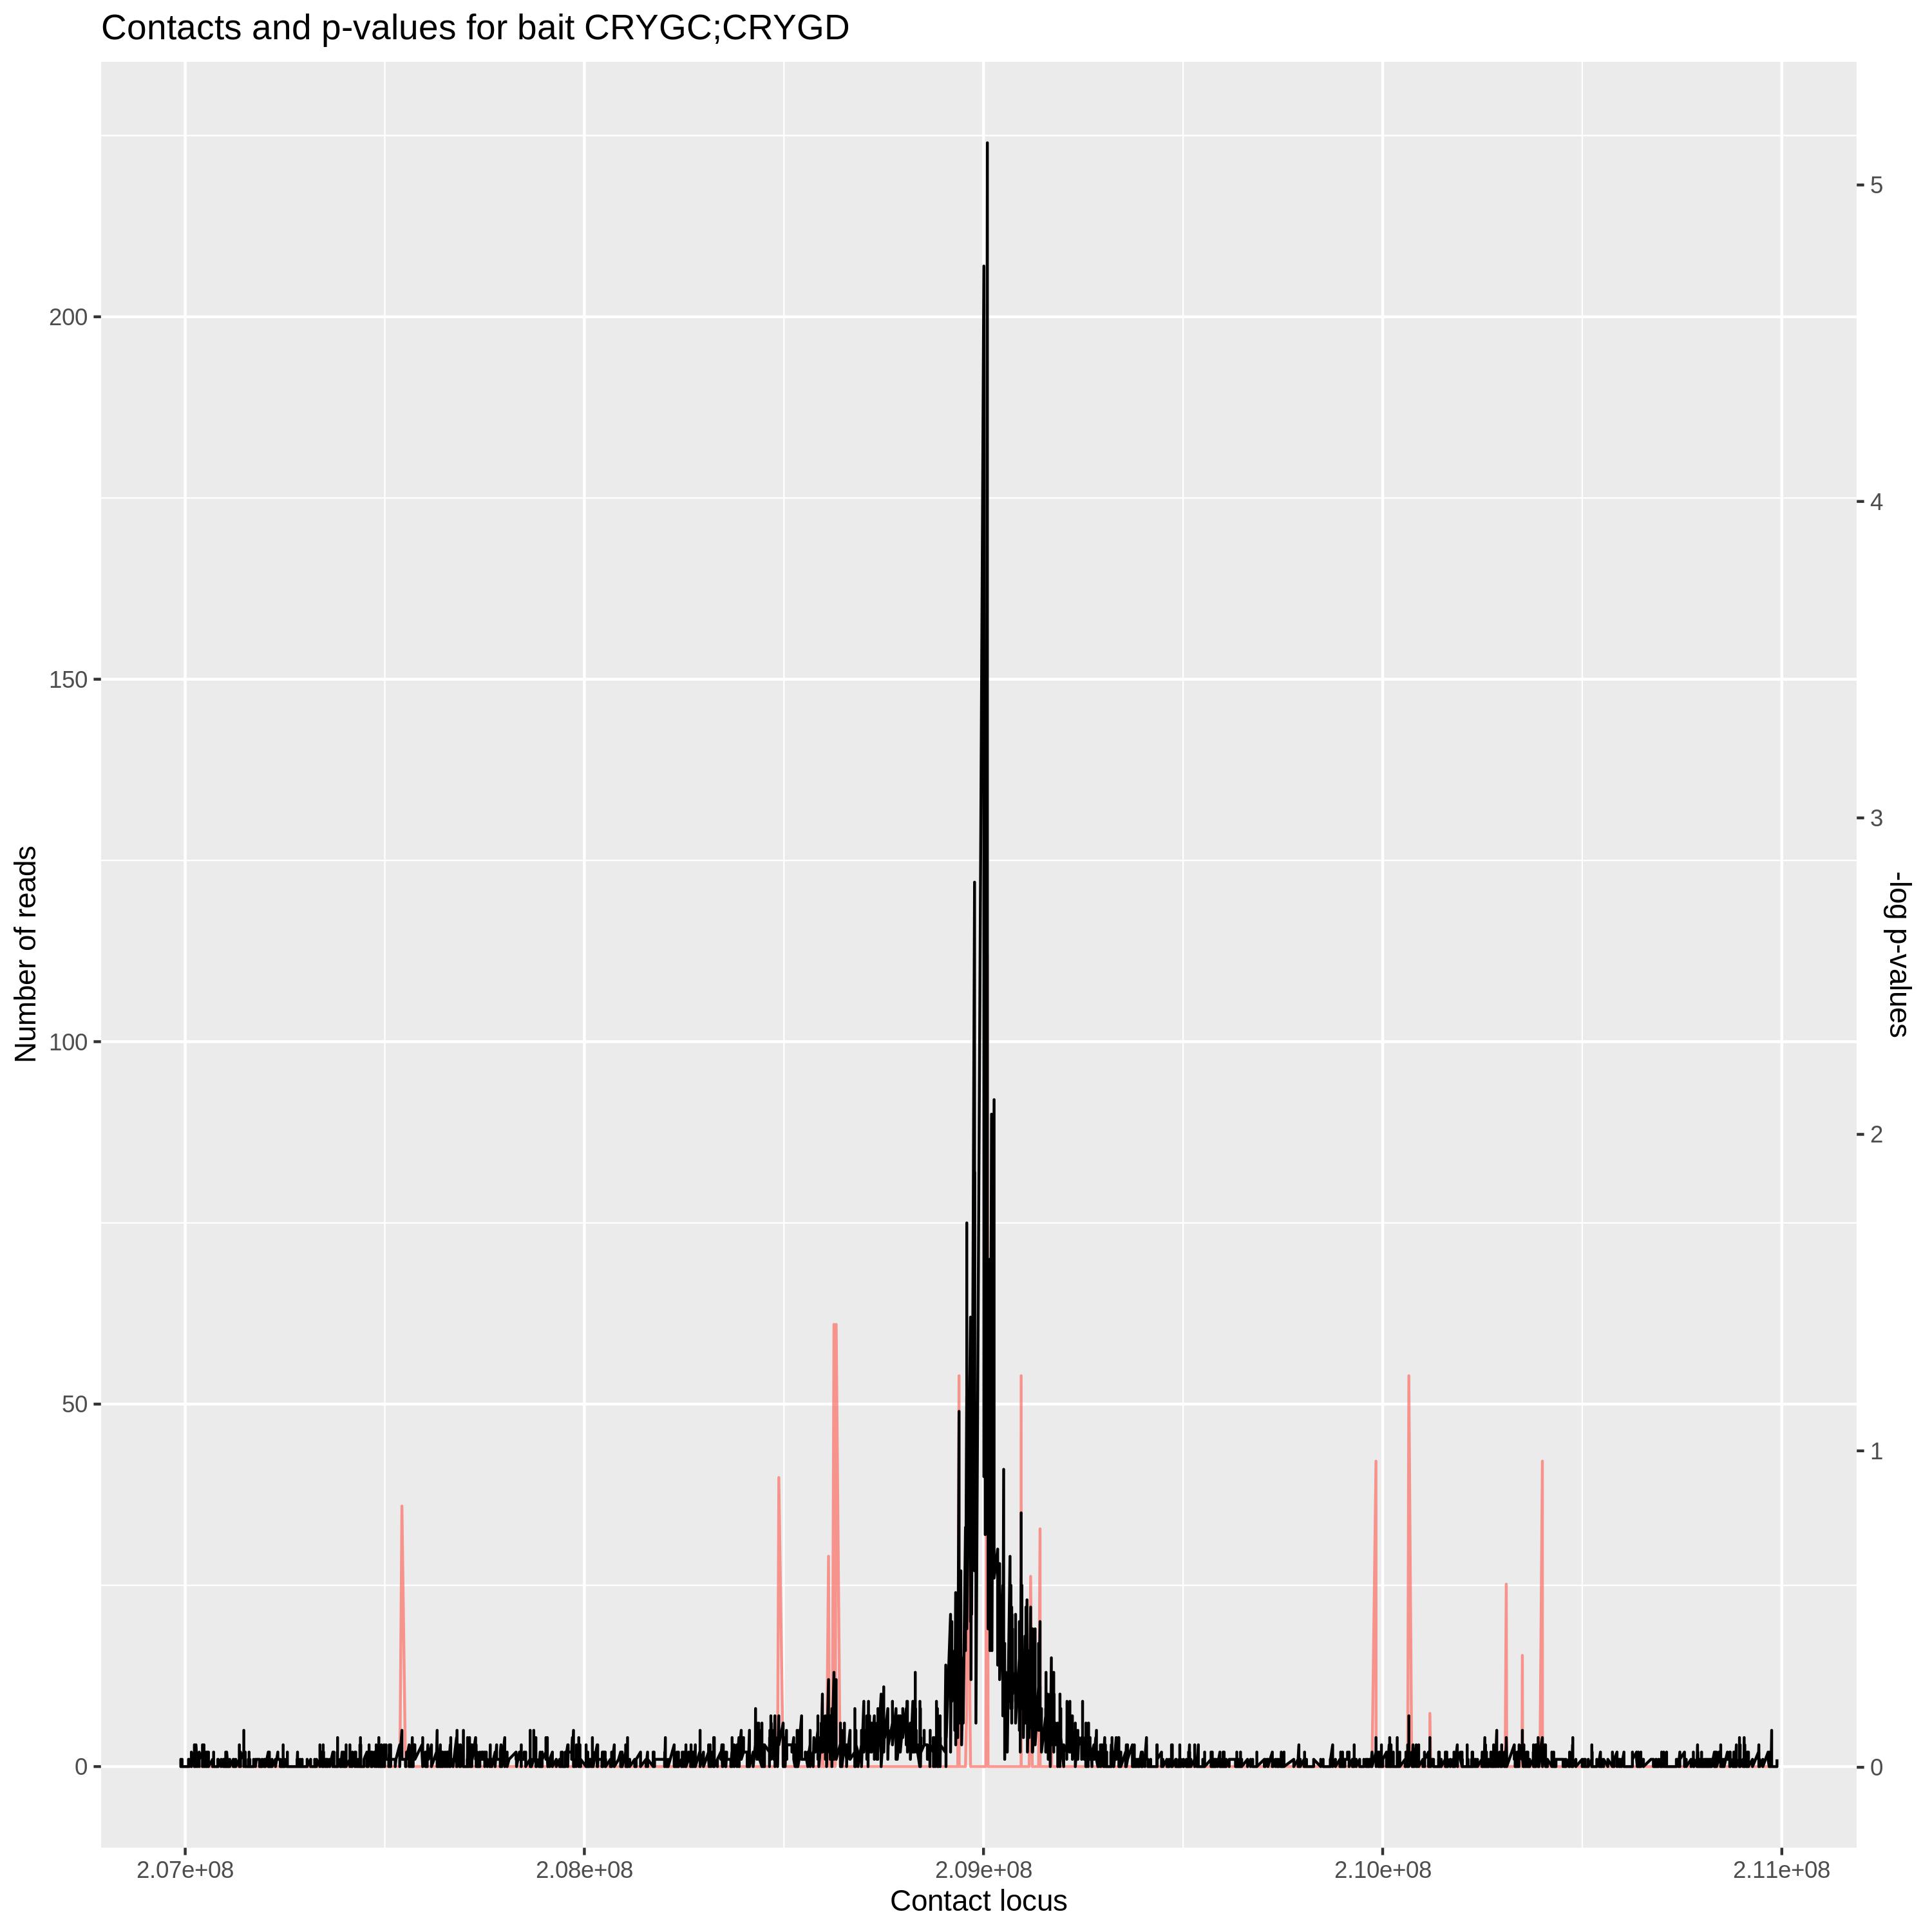 Contacts and p-values for bait CRYGC;CRYGD
Number of reads
200
150
100
50
0
5
4
3
2
1
0
-log p-values
2.07e+08 2.08e+08 2.09e+08 2.10e+08 2.11e+08
Contact locus